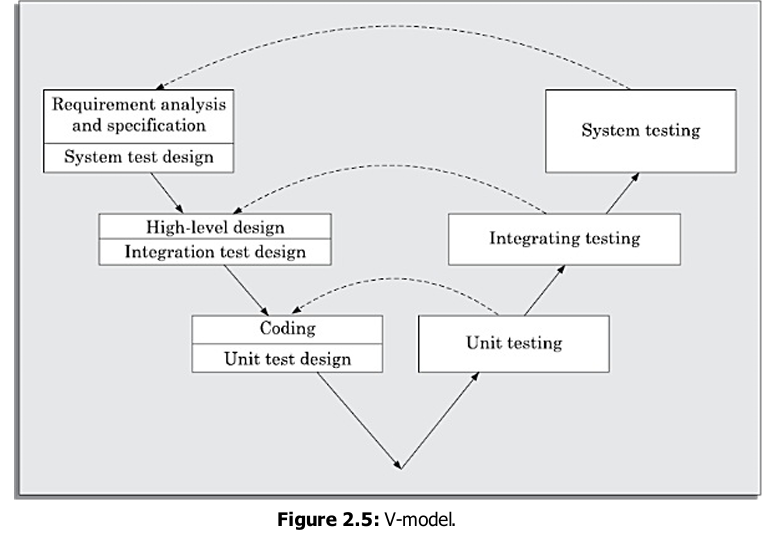 Requirement analysis
and specification
System test design
System testing
High-level design
Integration test design
Integrating testing
Coding
Unit test design
Unit testing
Figure 2.5: V-model.